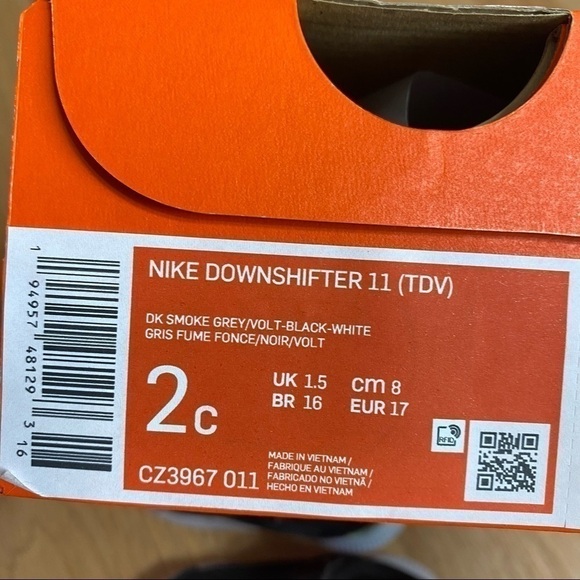 NIKE DOWNSHIFTER 11 (TDV)
DK SMOKE GREY/VOLT-BLACK-WHITE
GRIS FUME FONCE/NOIR/VOLT
2C
UK 1.5 cm 8
BR 16 EUR 17
RFID
CZ3967 011
MADE IN VIETNAM/
FABRIQUE AU VIETNAM/
FABRICADO NO VIETNÃ/
HECHO EN VIETNAM
1 94957 48129 3 16